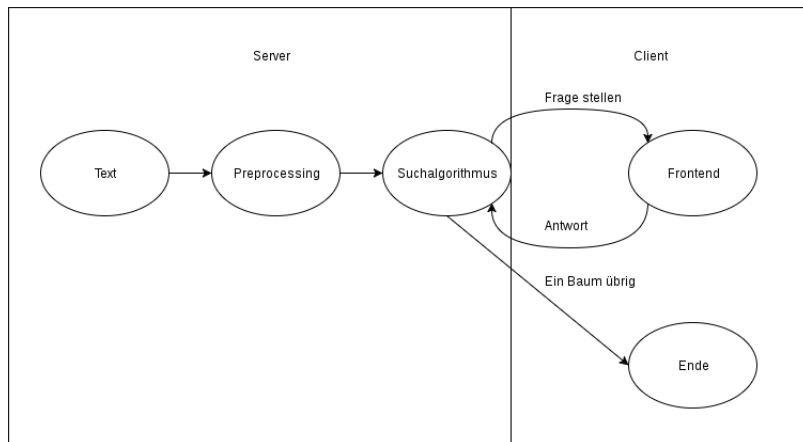 Server
Client
Frage stellen
Text
Preprocessing
Suchalgorithmus
Frontend
Antwort
Ein Baum übrig
Ende